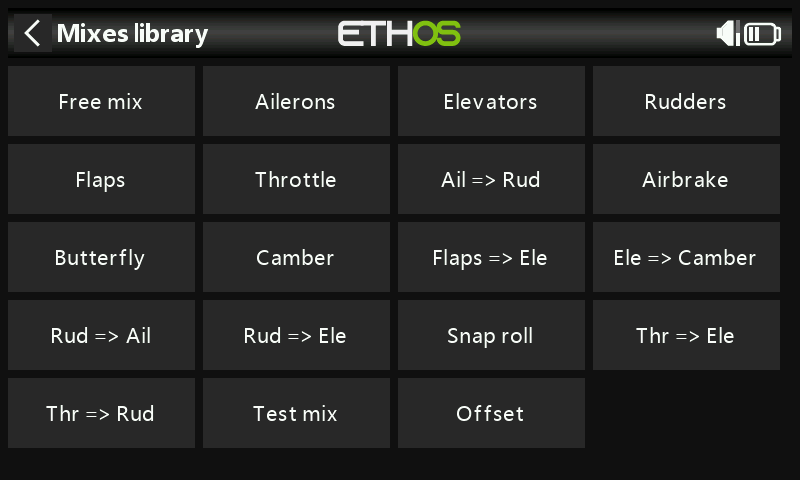 Mixes library
ETHOS
Free mix
Ailerons
Elevators
Rudders
Flaps
Throttle
Ail => Rud
Airbrake
Butterfly
Camber
Flaps => Ele
Ele => Camber
Rud => Ail
Rud => Ele
Snap roll
Thr => Ele
Thr => Rud
Test mix
Offset